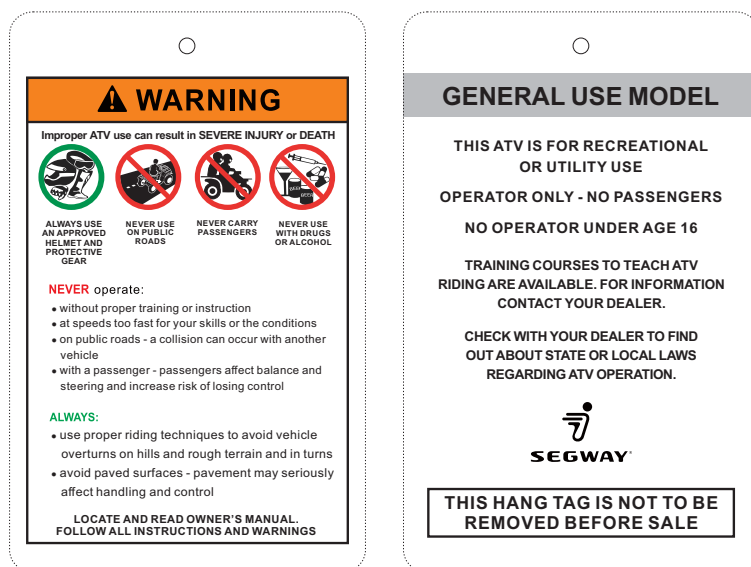 WARNING
Improper ATV use can result in SEVERE INJURY or DEATH
ALWAYS USE
AN APPROVED
HELMET AND
PROTECTIVE
GEAR
NEVER USE
ON PUBLIC
ROADS
NEVER CARRY
PASSENGERS
BEER
BEER
NEVER USE
WITH DRUGS
OR ALCOHOL
NEVER operate:
• without proper training or instruction
• at speeds too fast for your skills or the conditions
• on public roads - a collision can occur with another
vehicle
• with a passenger - passengers affect balance and
steering and increase risk of losing control
ALWAYS:
• use proper riding techniques to avoid vehicle
overturns on hills and rough terrain and in turns
• avoid paved surfaces - pavement may seriously
affect handling and control
LOCATE AND READ OWNER'S MANUAL.
FOLLOW ALL INSTRUCTIONS AND WARNINGS
GENERAL USE MODEL
THIS ATV IS FOR RECREATIONAL
OR UTILITY USE
OPERATOR ONLY - NO PASSENGERS
NO OPERATOR UNDER AGE 16
TRAINING COURSES TO TEACH ATV
RIDING ARE AVAILABLE. FOR INFORMATION
CONTACT YOUR DEALER.
CHECK WITH YOUR DEALER TO FIND
OUT ABOUT STATE OR LOCAL LAWS
REGARDING ATV OPERATION.
SEGWAY
THIS HANG TAG IS NOT TO BE
REMOVED BEFORE SALE